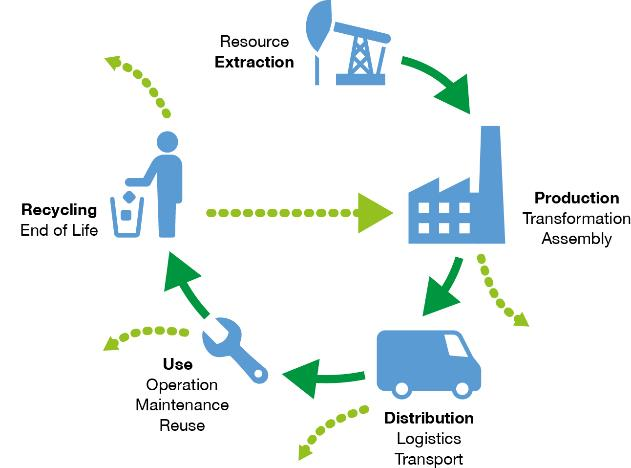 Resource
Extraction
Production
Transformation
Assembly
Recycling
End of Life
Use
Operation
Maintenance
Reuse
Distribution
Logistics
Transport